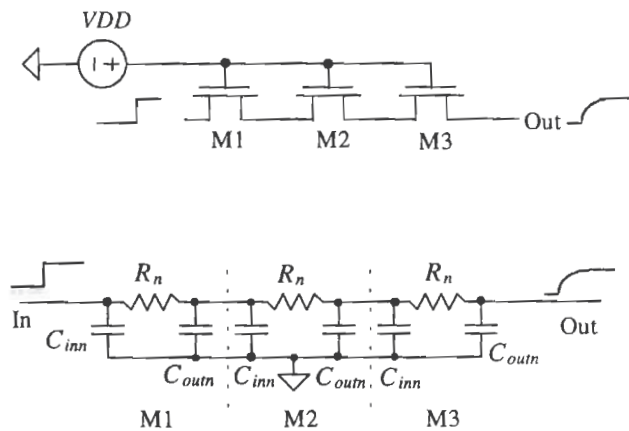 VDD
Out
M1 M2 M3
R_n R_n R_n
In
Out
C_inn
C_outn C_inn C_outn C_inn C_outn
M1 M2 M3